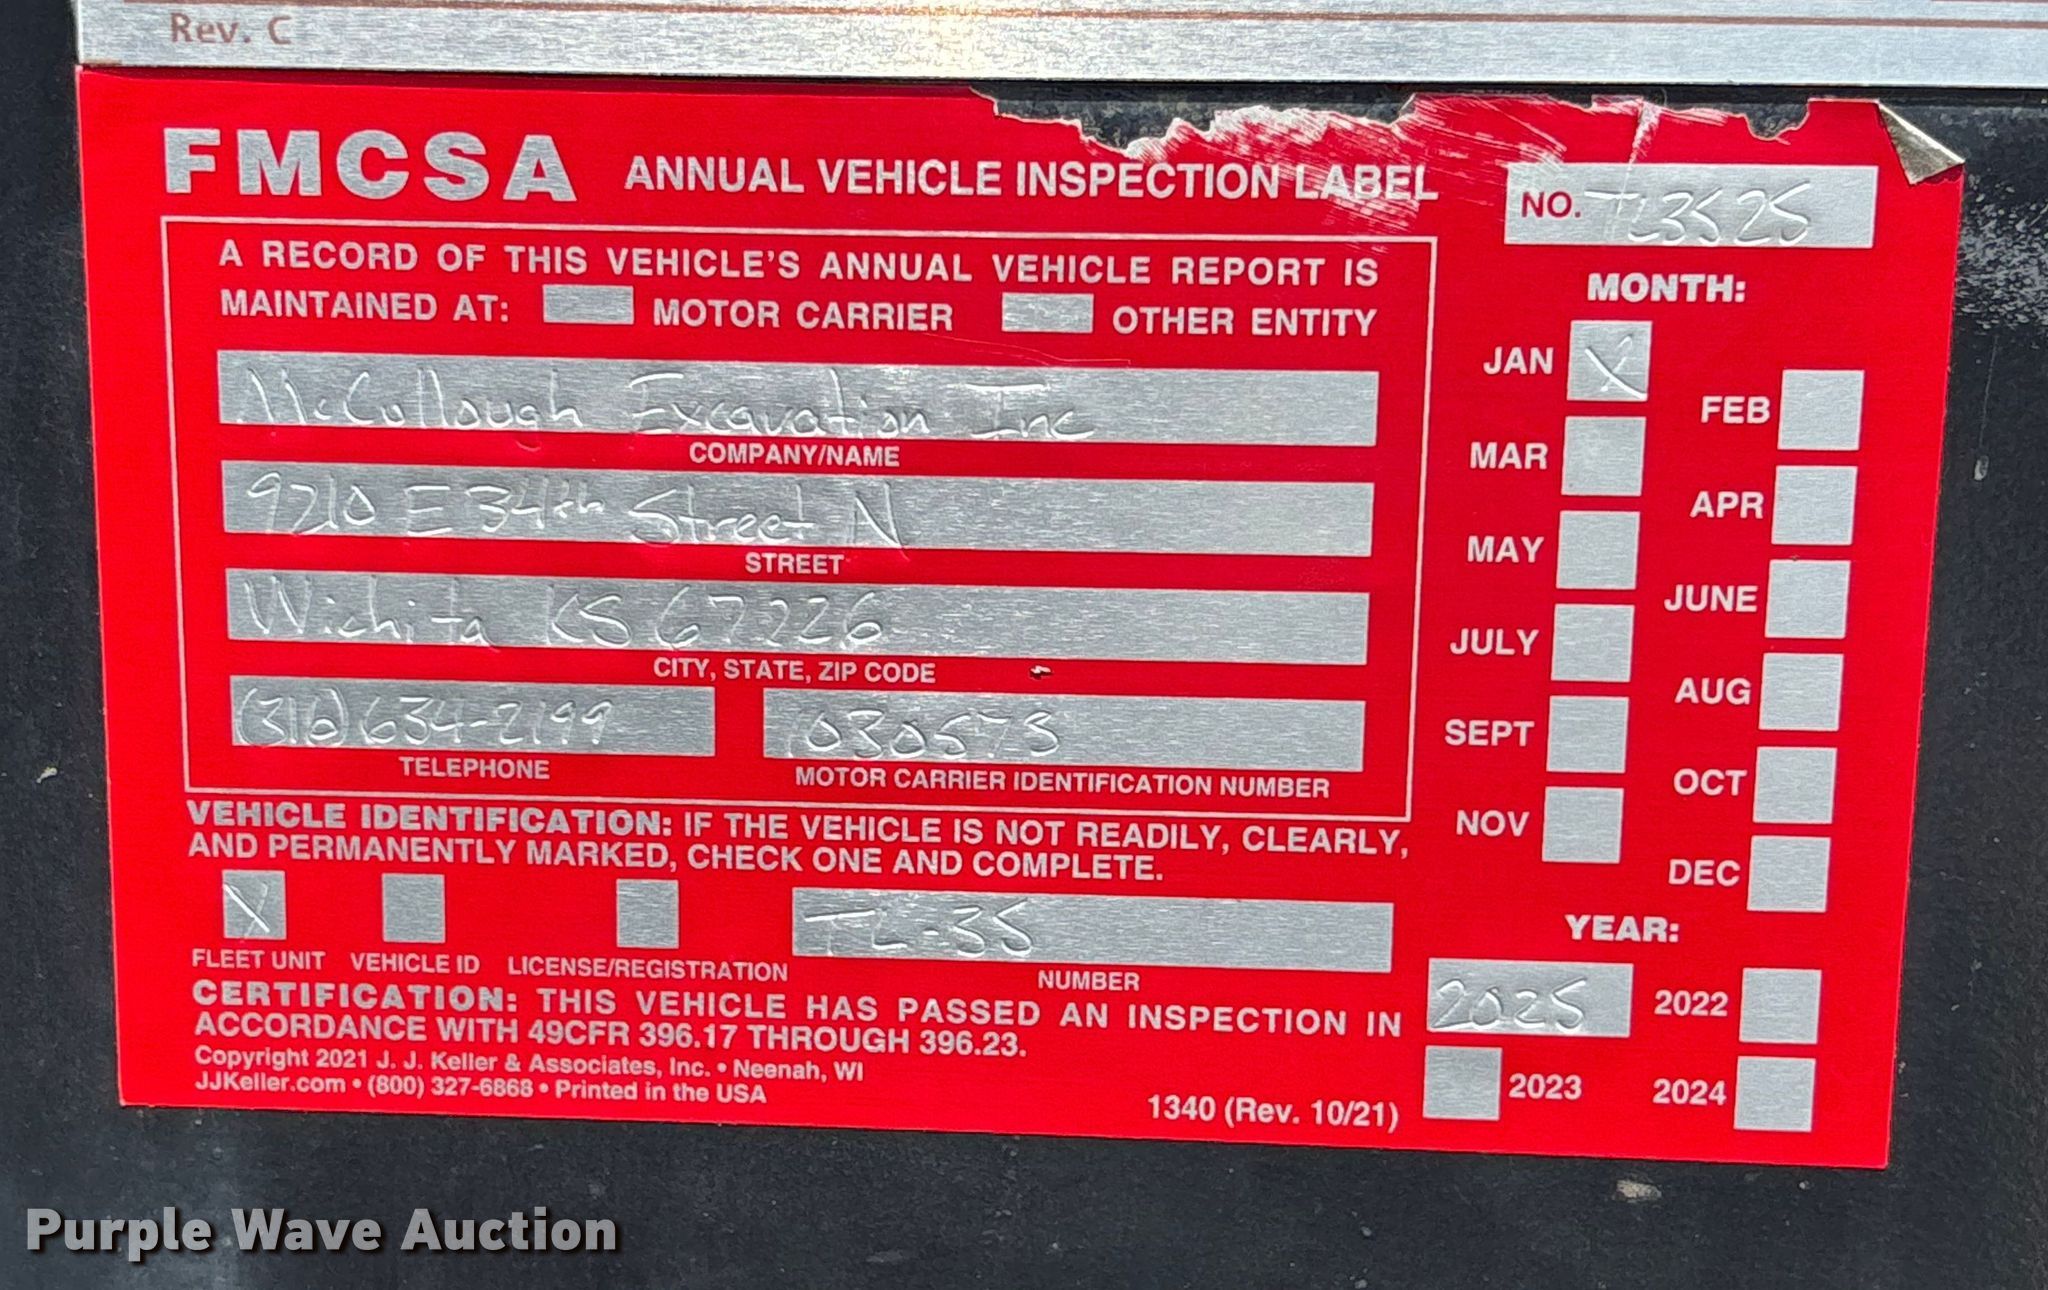 Rev. C
FMCSA ANNUAL VEHICLE INSPECTION LABEL
NO. TL3525
A RECORD OF THIS VEHICLE'S ANNUAL VEHICLE REPORT IS
MAINTAINED AT: MOTOR CARRIER OTHER ENTITY
McCollough Excavation Inc
COMPANY/NAME
9210 E 34th Street N
STREET
Wichita KS 67226
CITY, STATE, ZIP CODE
(316) 634-2199 1030573
TELEPHONE MOTOR CARRIER IDENTIFICATION NUMBER
VEHICLE IDENTIFICATION: IF THE VEHICLE IS NOT READILY, CLEARLY,
AND PERMANENTLY MARKED, CHECK ONE AND COMPLETE.
X TL-35
FLEET UNIT VEHICLE ID LICENSE/REGISTRATION NUMBER
CERTIFICATION: THIS VEHICLE HAS PASSED AN INSPECTION IN
ACCORDANCE WITH 49CFR 396.17 THROUGH 396.23.
Copyright 2021 J. J. Keller & Associates, Inc. • Neenah, WI
JJKeller.com • (800) 327-6868 • Printed in the USA
1340 (Rev. 10/21)
MONTH:
JAN X
FEB
MAR
APR
MAY
JUNE
JULY
AUG
SEPT
OCT
NOV
DEC
YEAR:
2025 2022
2023 2024
Purple Wave Auction